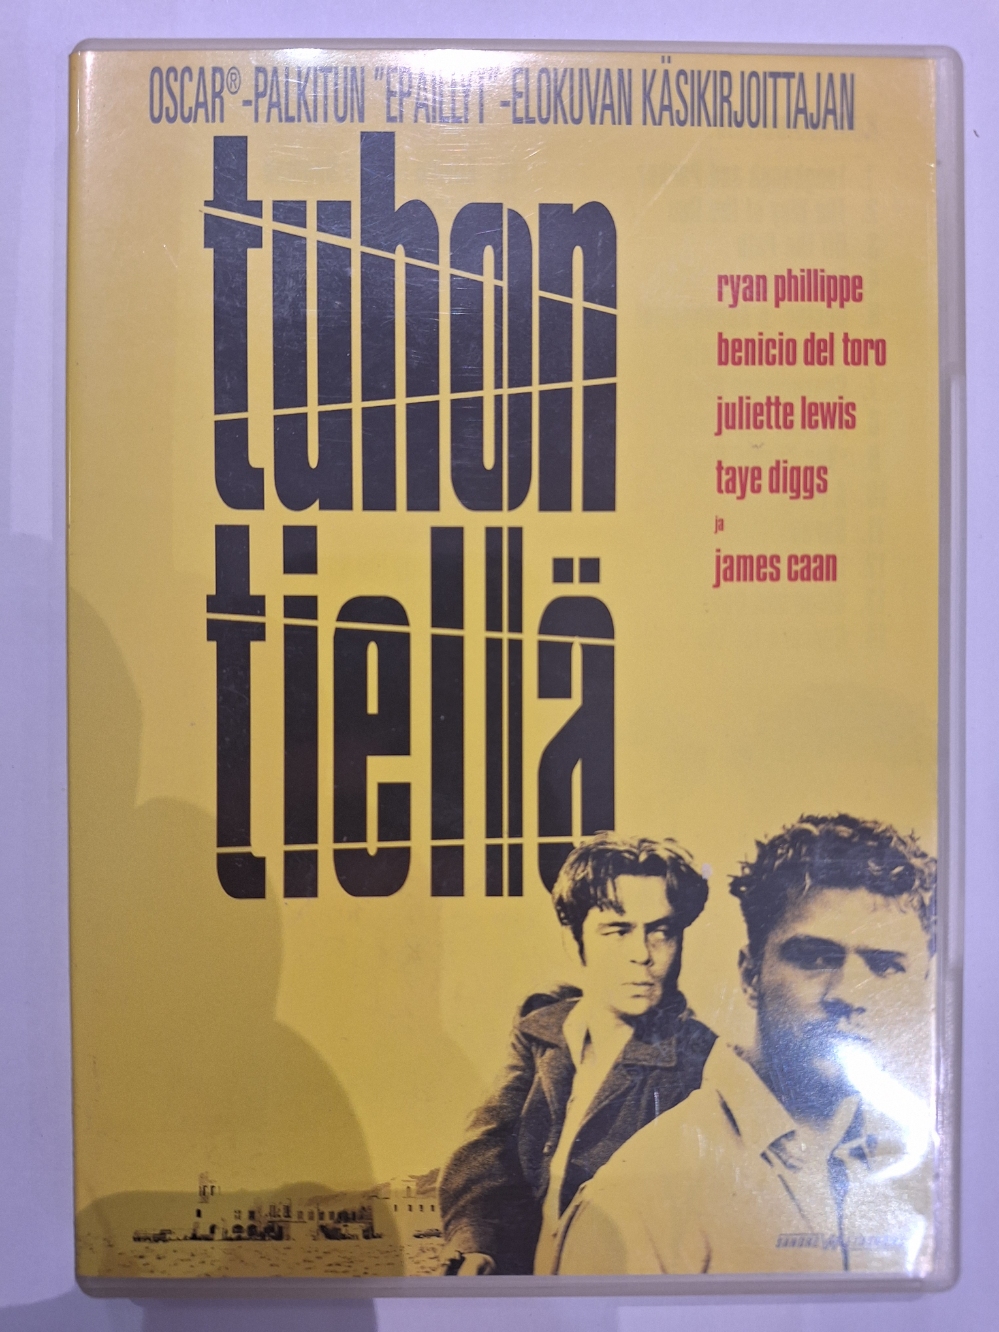 OSCAR®-PALKITUN "EPÄILLYT"-ELOKUVAN KÄSIKIRJOITTAJAN
tuhon
tiellä
ryan phillippe
benicio del toro
juliette lewis
taye diggs
ja
james caan